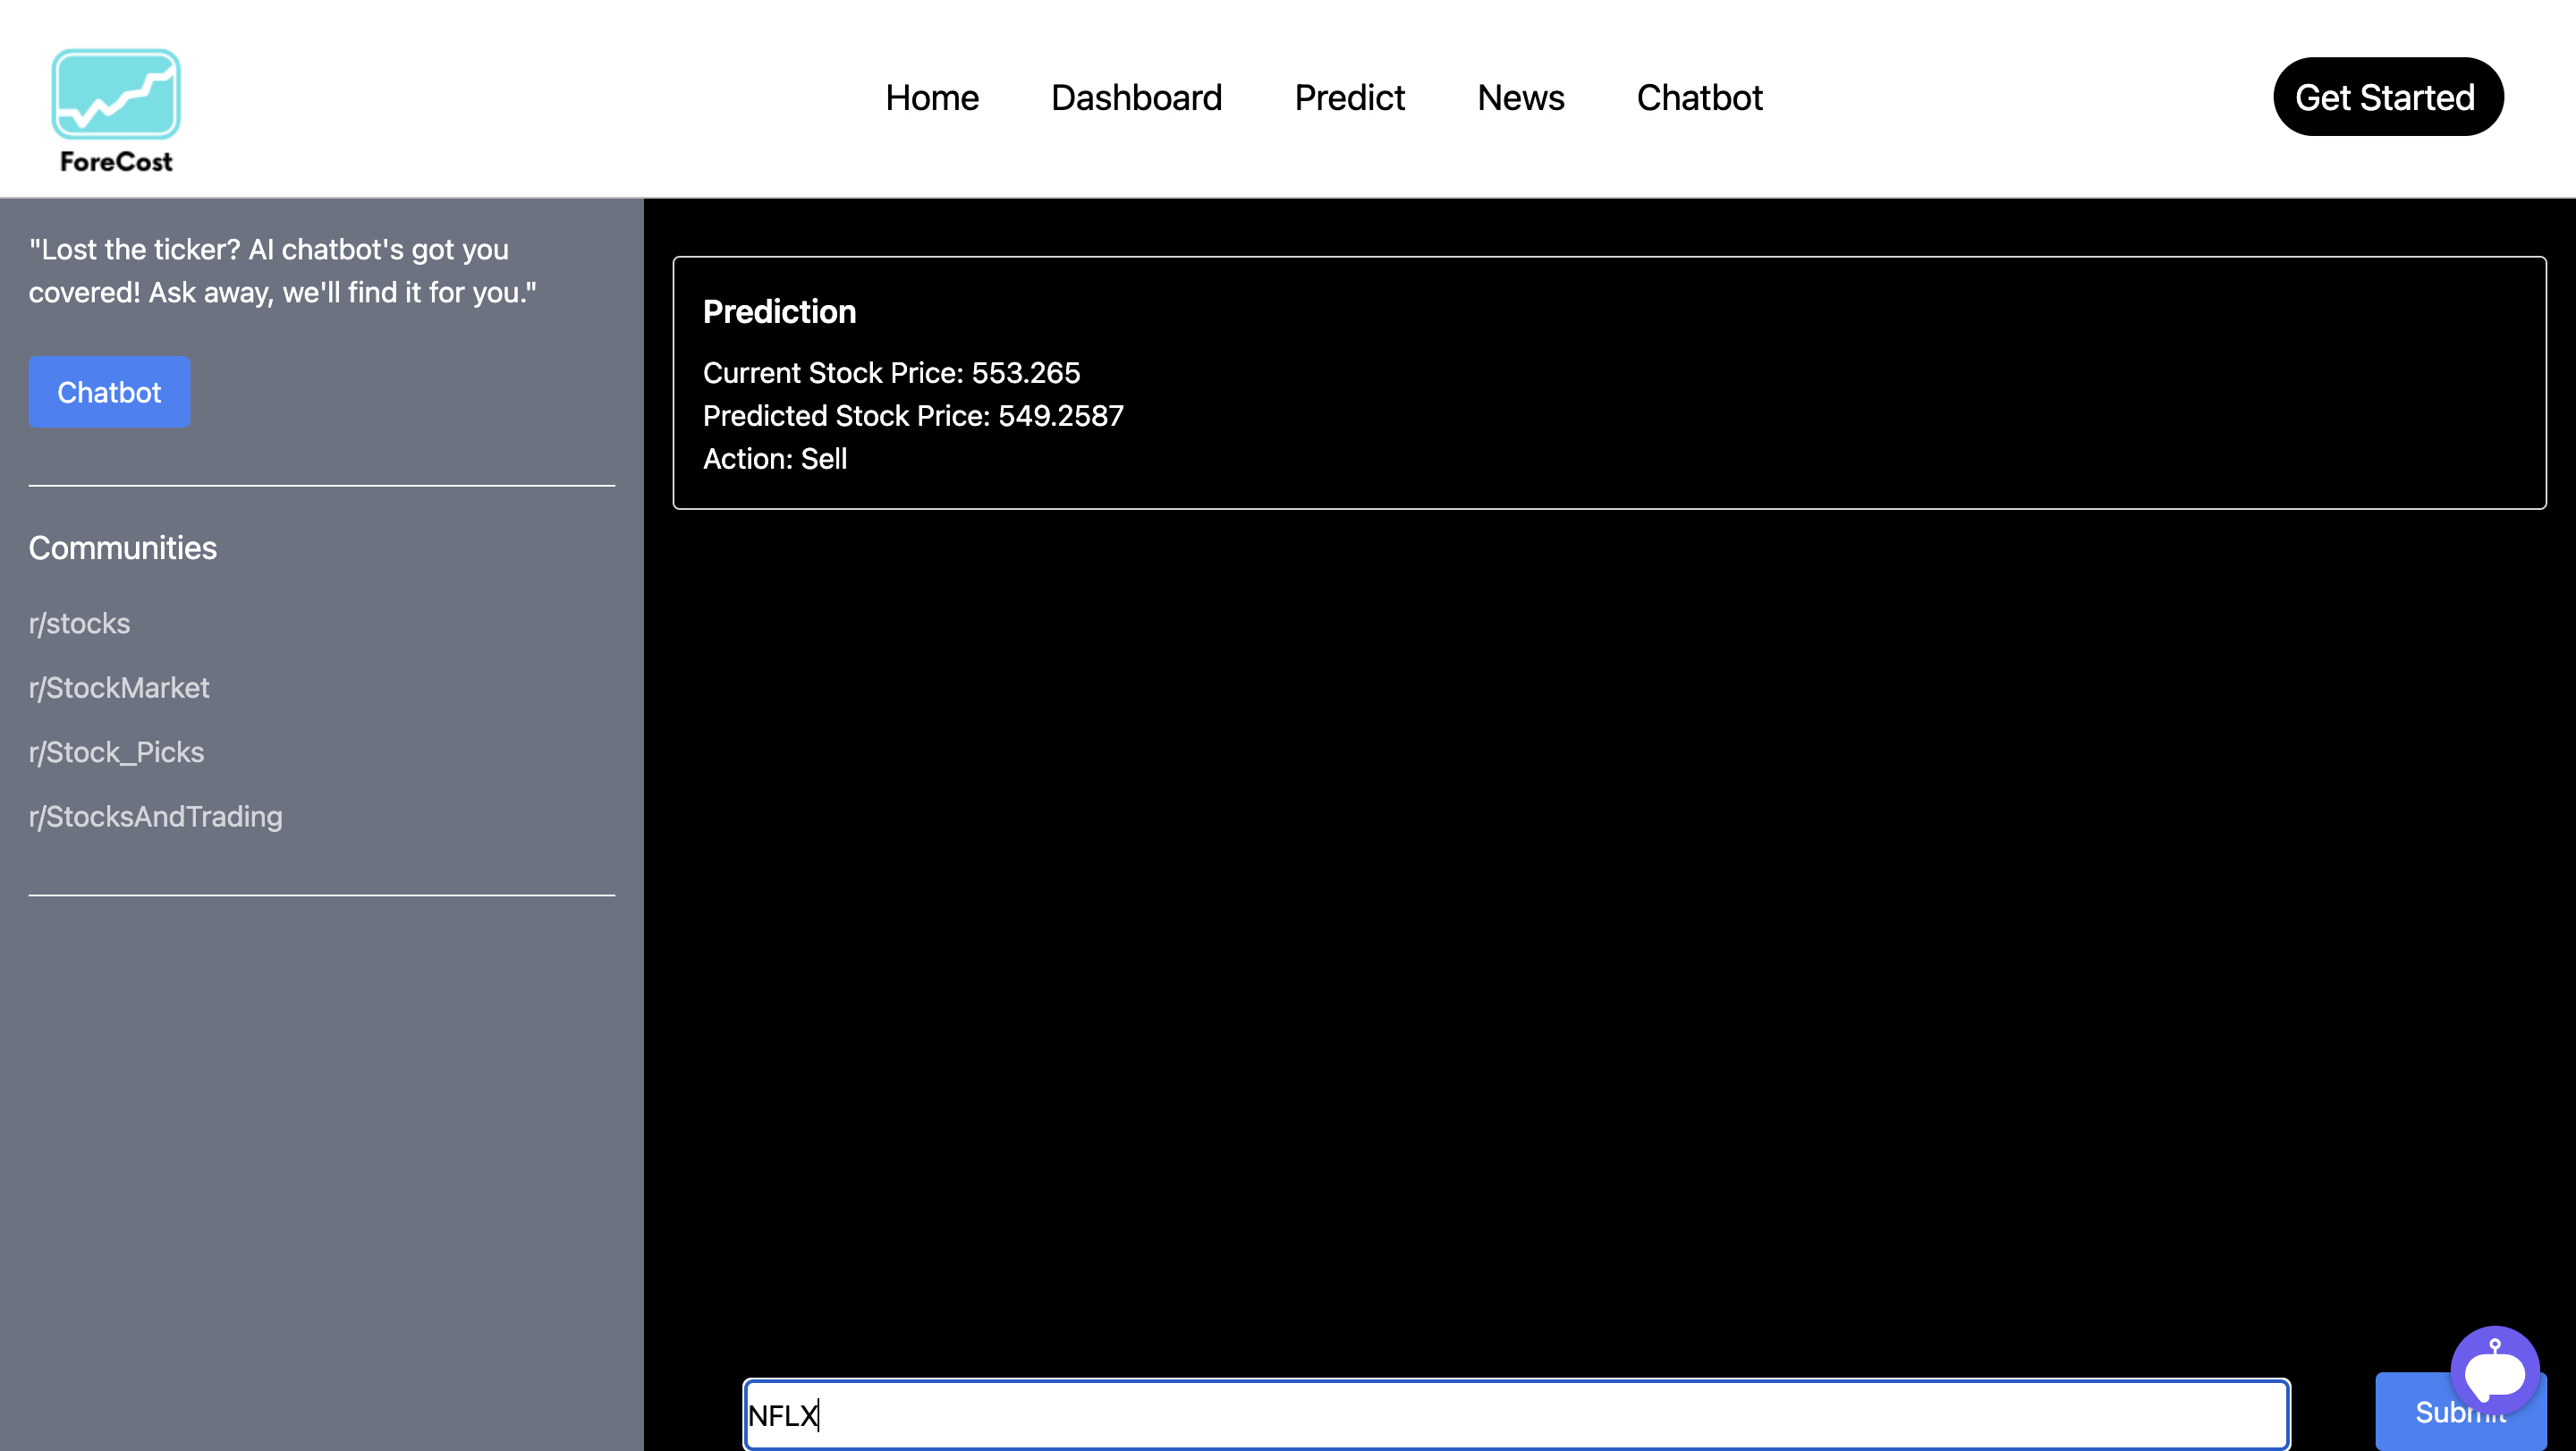 ForeCost
Home Dashboard Predict News Chatbot
Get Started
"Lost the ticker? AI chatbot's got you
covered! Ask away, we'll find it for you."
Chatbot
Communities
r/stocks
r/StockMarket
r/Stock_Picks
r/StocksAndTrading
Prediction
Current Stock Price: 553.265
Predicted Stock Price: 549.2587
Action: Sell
NFLX
Submit